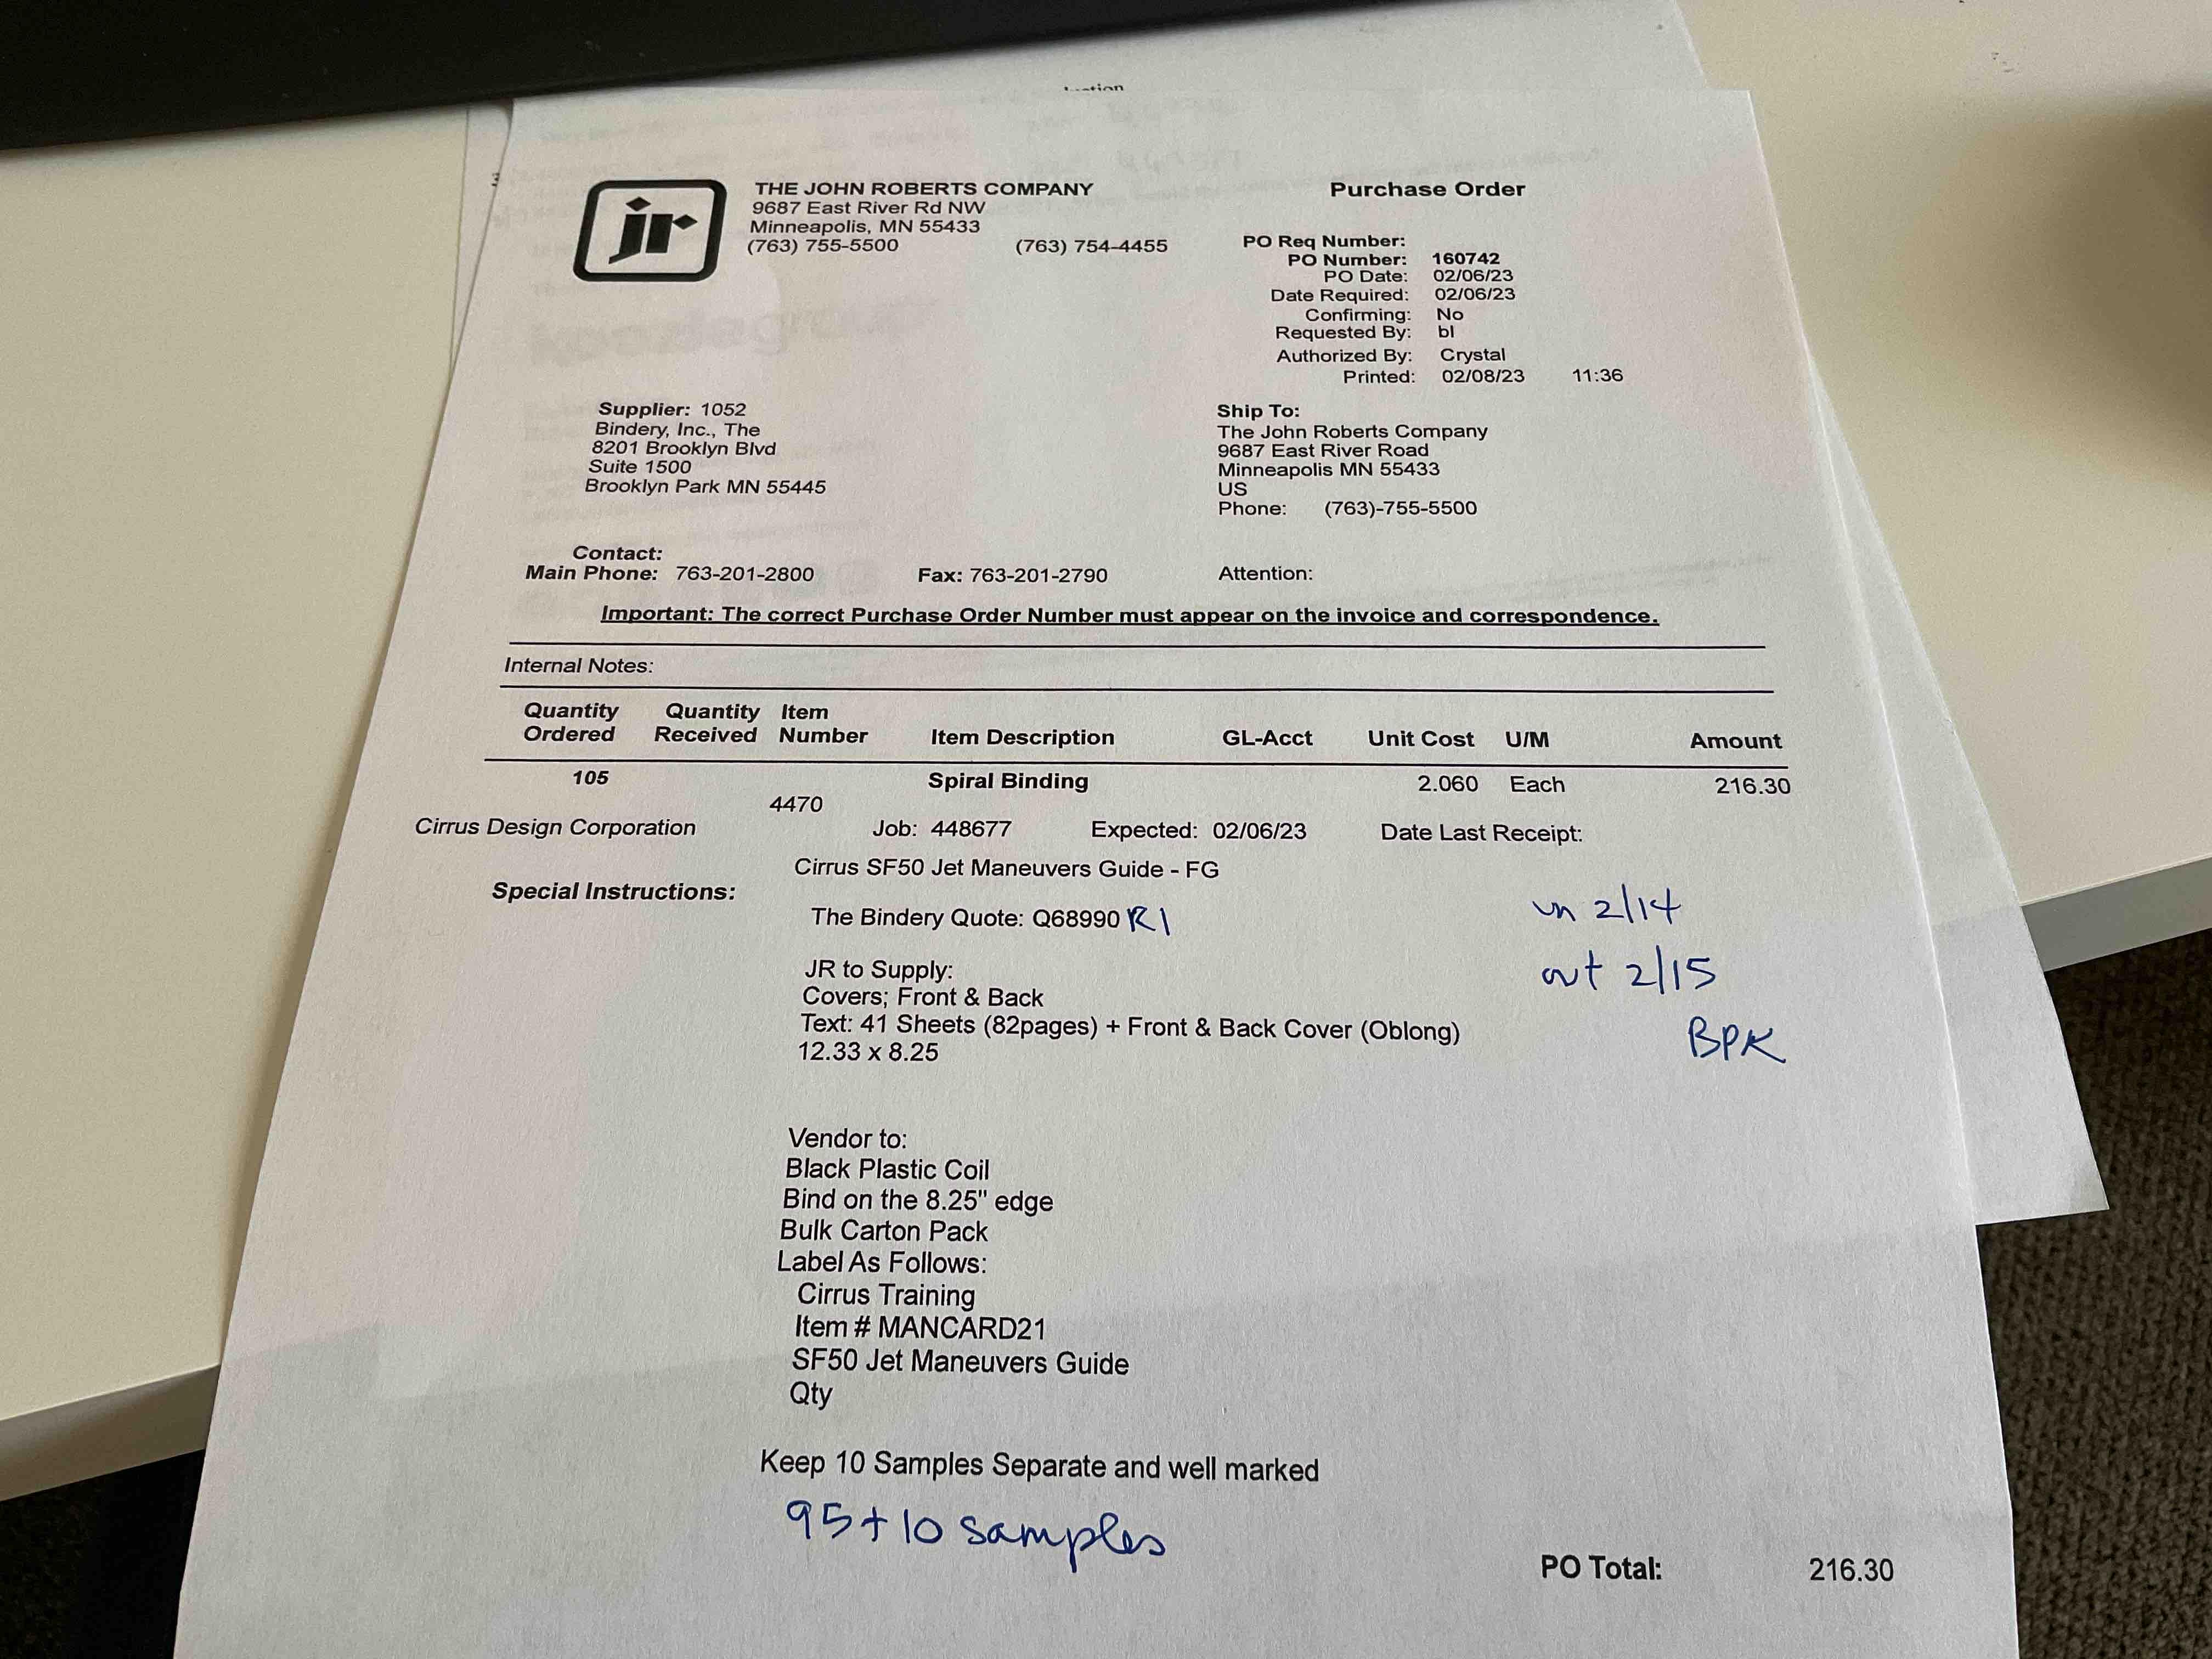 jr
THE JOHN ROBERTS COMPANY
9687 East River Rd NW
Minneapolis, MN 55433
(763) 755-5500 (763) 754-4455
Purchase Order
PO Req Number:
PO Number: 160742
PO Date: 02/06/23
Date Required: 02/06/23
Confirming: No
Requested By: bl
Authorized By: Crystal
Printed: 02/08/23 11:36
Supplier: 1052
Bindery, Inc., The
8201 Brooklyn Blvd
Suite 1500
Brooklyn Park MN 55445
Ship To:
The John Roberts Company
9687 East River Road
Minneapolis MN 55433
US
Phone: (763)-755-5500
Contact:
Main Phone: 763-201-2800 Fax: 763-201-2790 Attention:
Important: The correct Purchase Order Number must appear on the invoice and correspondence.
Internal Notes:
Quantity Ordered Quantity Received Item Number Item Description GL-Acct Unit Cost U/M Amount
105 Spiral Binding 2.060 Each 216.30
4470
Cirrus Design Corporation Job: 448677 Expected: 02/06/23 Date Last Receipt:
Cirrus SF50 Jet Maneuvers Guide - FG
Special Instructions:
The Bindery Quote: Q68990 R1
in 2/14
out 2/15
BPK
JR to Supply:
Covers; Front & Back
Text: 41 Sheets (82pages) + Front & Back Cover (Oblong)
12.33 x 8.25
Vendor to:
Black Plastic Coil
Bind on the 8.25" edge
Bulk Carton Pack
Label As Follows:
Cirrus Training
Item # MANCARD21
SF50 Jet Maneuvers Guide
Qty
Keep 10 Samples Separate and well marked
95+10 samples
PO Total: 216.30